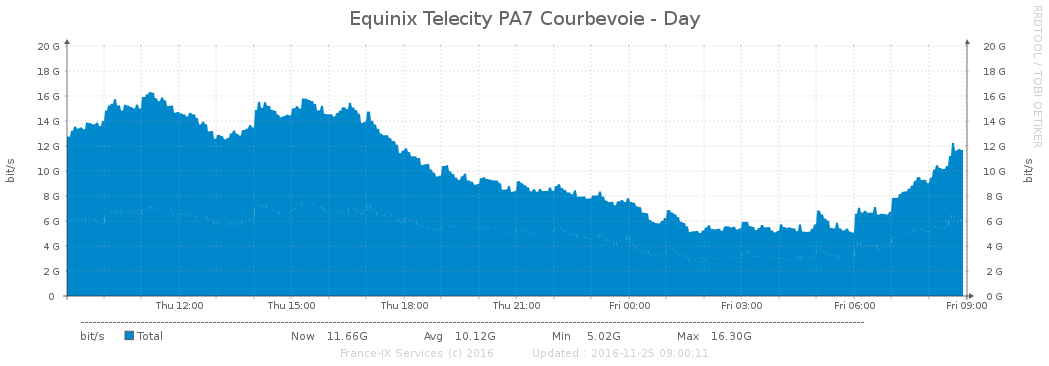 Equinix Telecity PA7 Courbevoie - Day
RRDTOOL / TOBI OETIKER
20 G 20 G
18 G 18 G
16 G 16 G
14 G 14 G
12 G 12 G
10 G 10 G
8 G 8 G
6 G 6 G
4 G 4 G
2 G 2 G
0 0 G
bit/s bit/s
Thu 12:00 Thu 15:00 Thu 18:00 Thu 21:00 Fri 00:00 Fri 03:00 Fri 06:00 Fri 09:00
bit/s Total Now 11.66G Avg 10.12G Min 5.02G Max 16.30G
France-IX Services (c) 2016 Updated : 2016-11-25 09:00:11